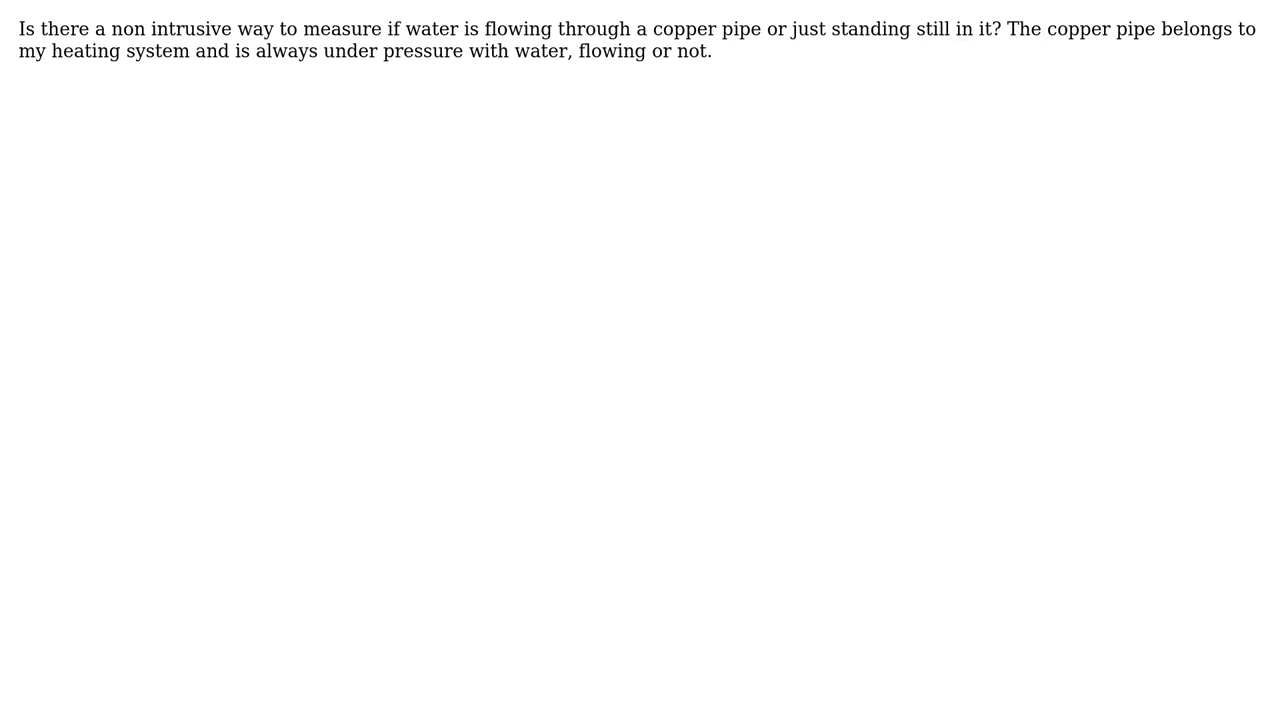 Is there a non intrusive way to measure if water is flowing through a copper pipe or just standing still in it? The copper pipe belongs to
my heating system and is always under pressure with water, flowing or not.